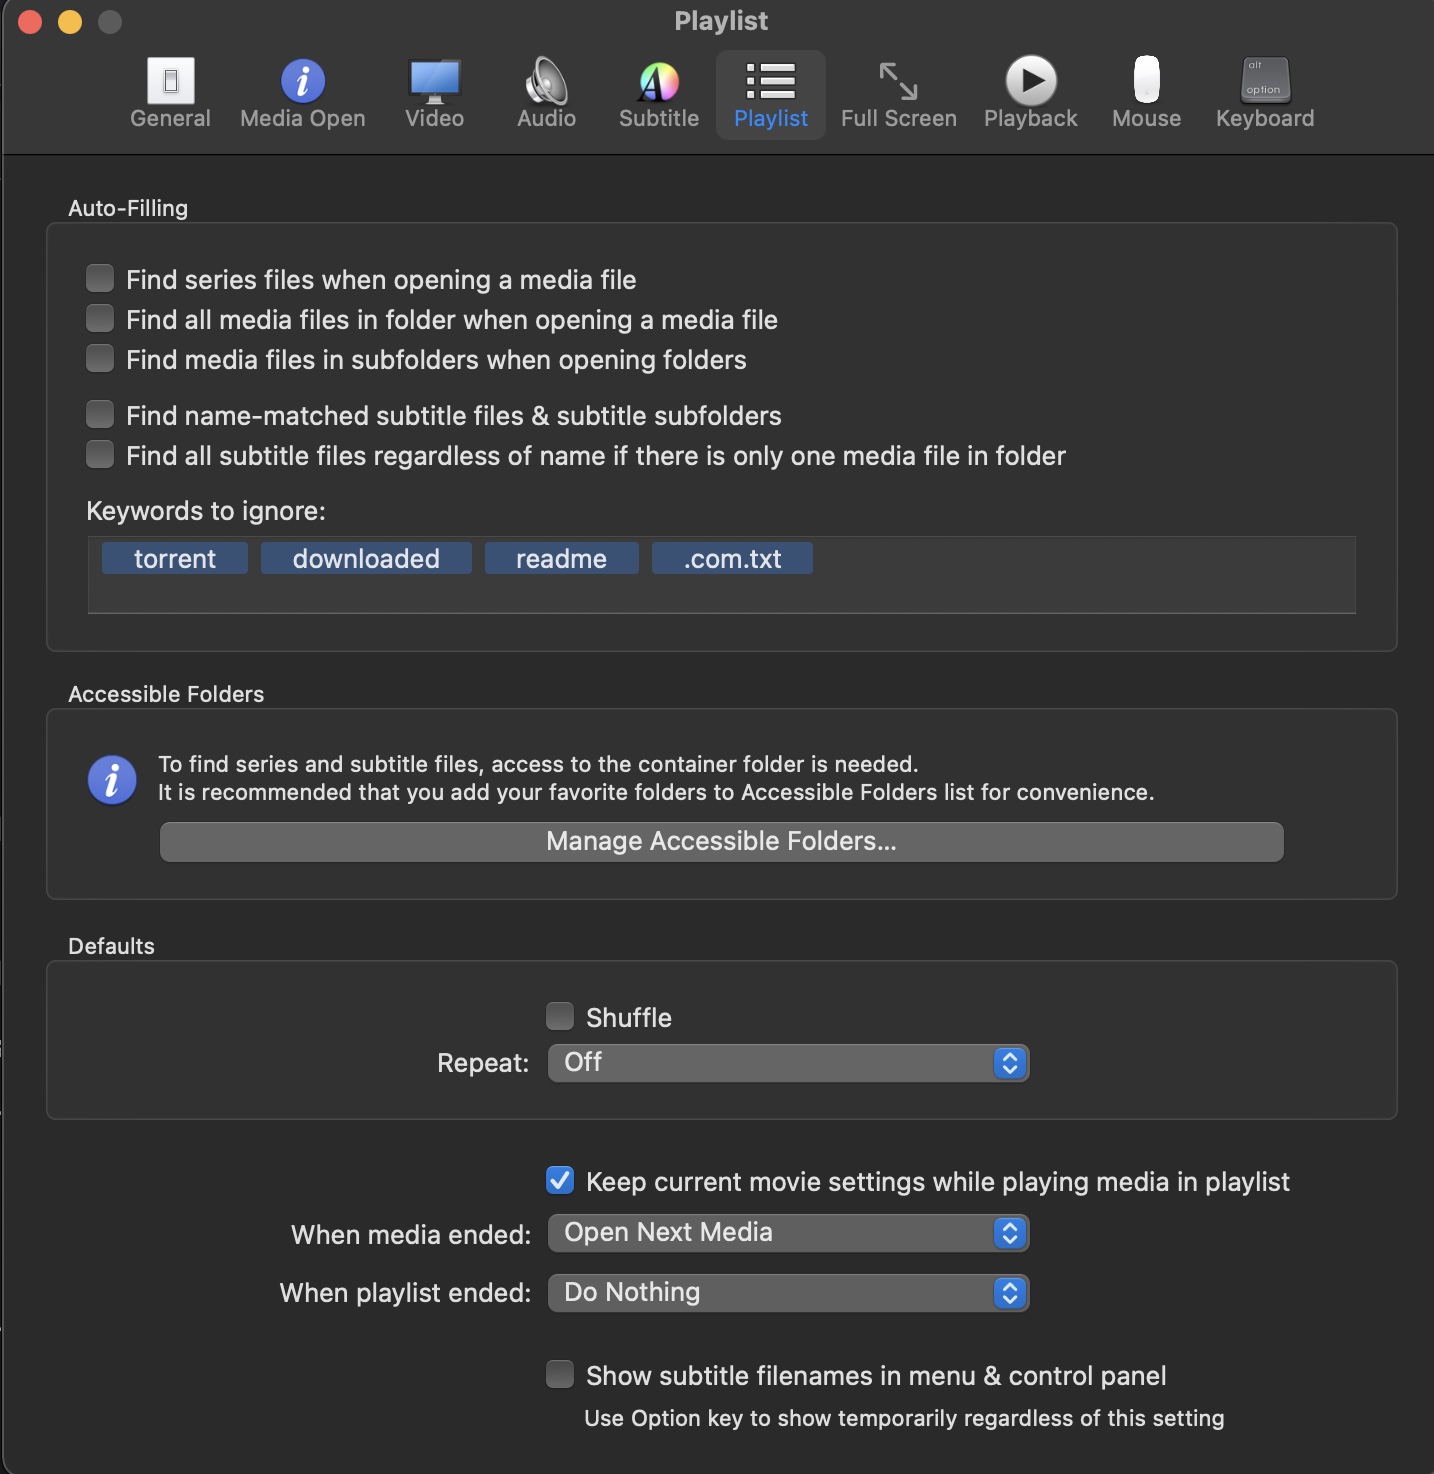 Playlist
General
Media Open
Video
Audio
Subtitle
Playlist
Full Screen
Playback
Mouse
alt
option
Keyboard
Auto-Filling
Find series files when opening a media file
Find all media files in folder when opening a media file
Find media files in subfolders when opening folders
Find name-matched subtitle files & subtitle subfolders
Find all subtitle files regardless of name if there is only one media file in folder
Keywords to ignore:
torrent downloaded readme .com.txt
Accessible Folders
To find series and subtitle files, access to the container folder is needed.
It is recommended that you add your favorite folders to Accessible Folders list for convenience.
Manage Accessible Folders...
Defaults
Shuffle
Repeat: Off
Keep current movie settings while playing media in playlist
When media ended: Open Next Media
When playlist ended: Do Nothing
Show subtitle filenames in menu & control panel
Use Option key to show temporarily regardless of this setting